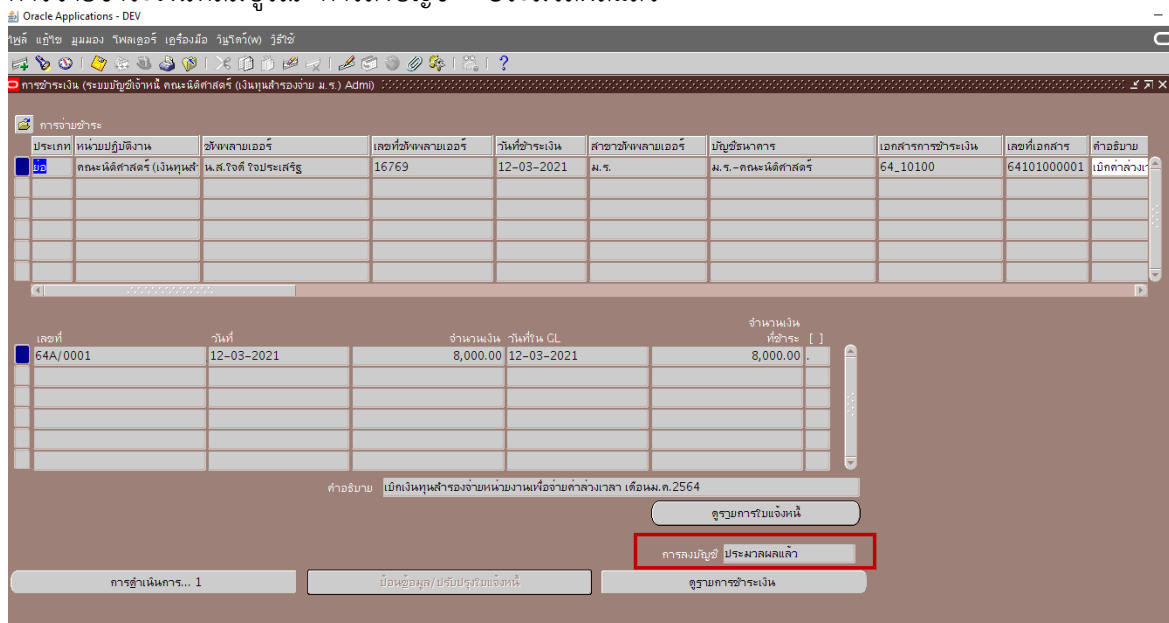 Oracle Applications - DEV
ไฟล์ แก้ไข มุมมอง โฟลเดอร์ เครื่องมือ วินโดว์(w) วิธีใช้
การชำระเงิน (ระบบบัญชีเจ้าหนี้ คณะนิติศาสตร์ (เงินทุนสำรองจ่าย ม.ร.) Admi)
การจ่ายชำระ
ประเภท หน่วยปฏิบัติงาน ซัพพลายเออร์ เลขที่ซัพพลายเออร์ วันที่ชำระเงิน สาขาซัพพลายเออร์ บัญชีธนาคาร เอกสารการชำระเงิน เลขที่เอกสาร คำอธิบาย
ย่อ คณะนิติศาสตร์ (เงินทุนสำ น.ส.ใจดี ใจประเสริฐ 16769 12-03-2021 ม.ร. ม.ร.-คณะนิติศาสตร์ 64_10100 64101000001 เบิกค่าล่วงเว
จำนวนเงิน
เลขที่ วันที่ จำนวนเงิน วันที่ใน GL ที่ชำระ [ ]
64A/0001 12-03-2021 8,000.00 12-03-2021 8,000.00 .
คำอธิบาย เบิกเงินทุนสำรองจ่ายหน่วยงานเพื่อจ่ายค่าล่วงเวลา เดือนม.ค.2564
ดูรายการใบแจ้งหนี้
การลงบัญชี ประมวลผลแล้ว
การดำเนินการ... 1 ป้อนข้อมูล/ปรับปรุงใบแจ้งหนี้ ดูรายการชำระเงิน